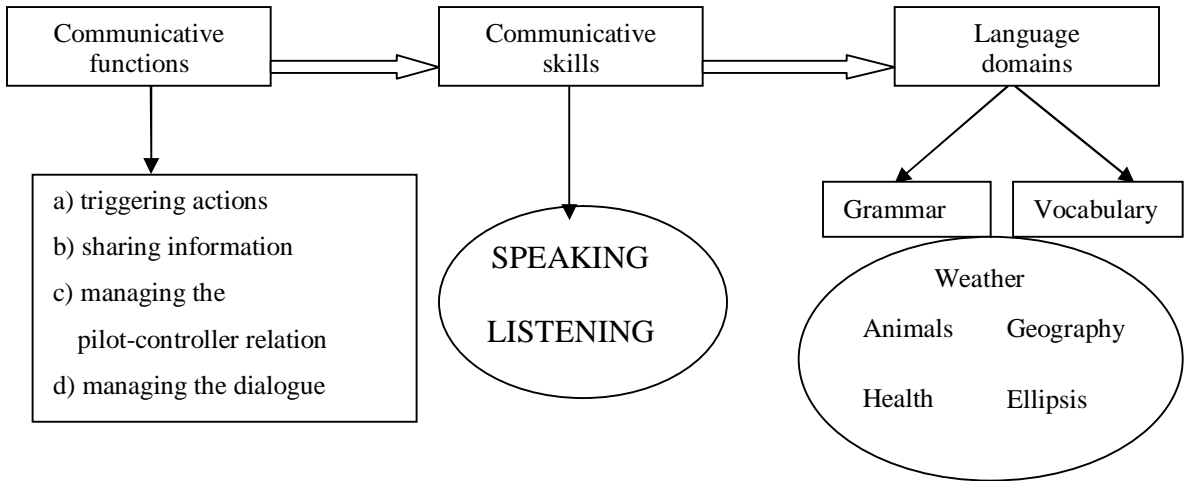 Communicative
functions
Communicative
skills
Language
domains
a) triggering actions
b) sharing information
c) managing the
pilot-controller relation
d) managing the dialogue
SPEAKING
LISTENING
Grammar
Vocabulary
Weather
Animals Geography
Health Ellipsis